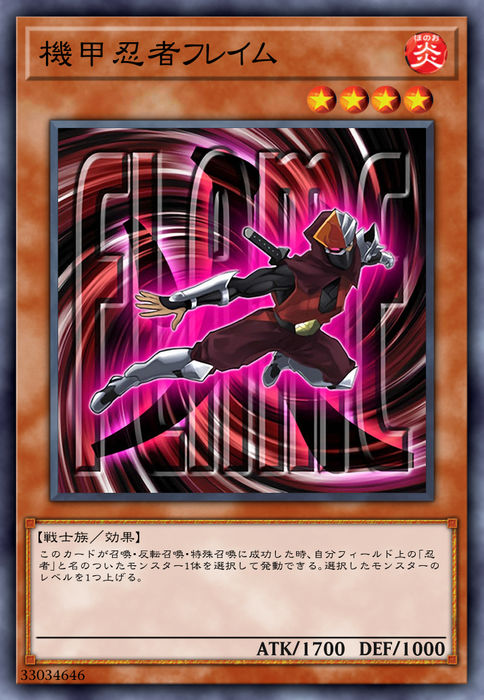 機甲忍者フレイム
ほのお
炎
FLAME
炎
【戦士族／効果】
このカードが召喚・反転召喚・特殊召喚に成功した時、自分フィールド上の「忍
者」と名のついたモンスター1体を選択して発動できる。選択したモンスターの
レベルを1つ上げる。
ATK/1700 DEF/1000
33034646